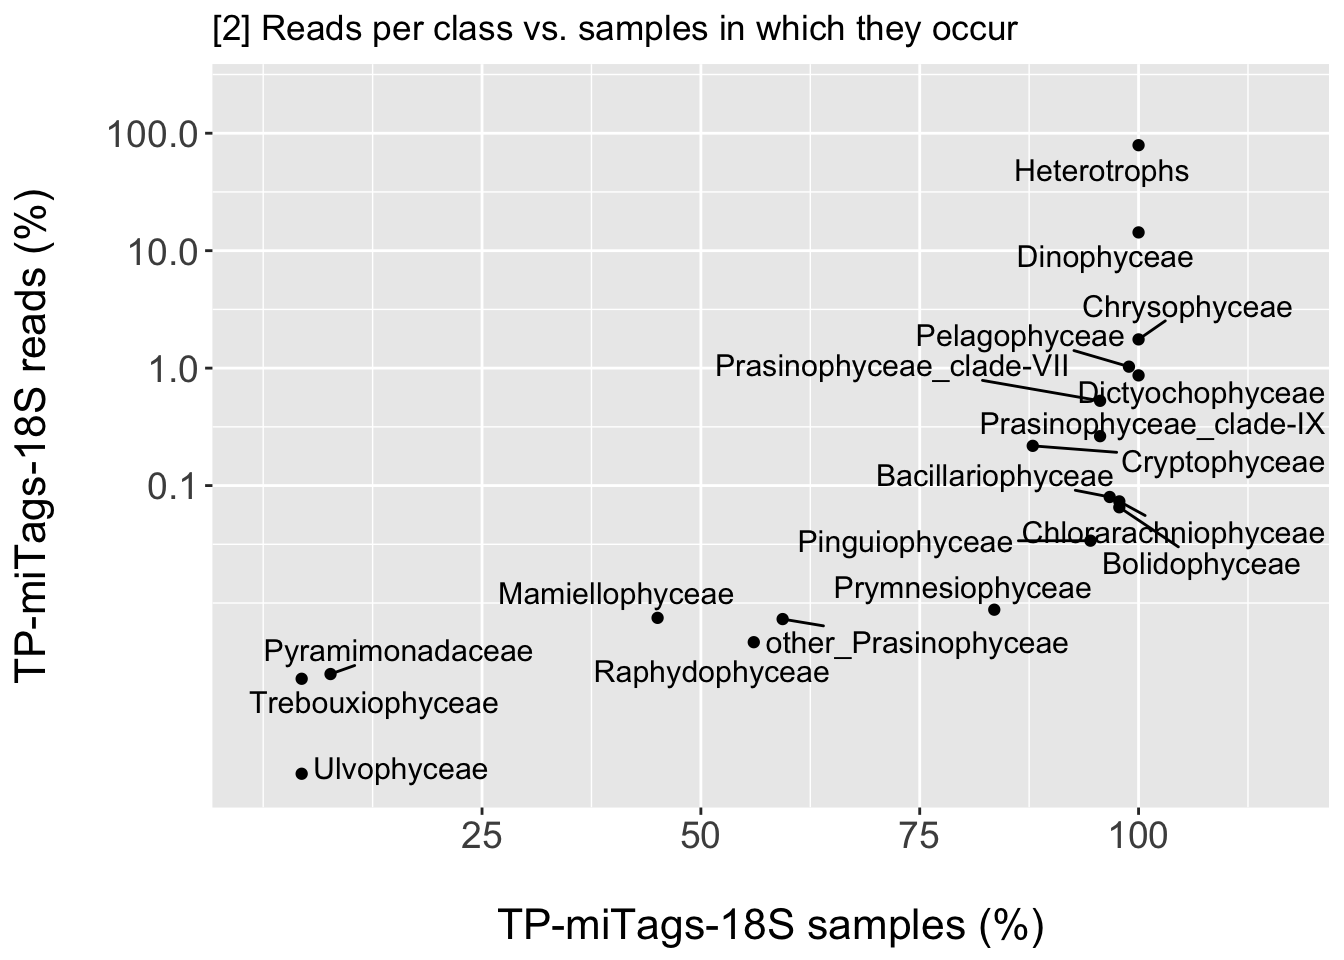 [2] Reads per class vs. samples in which they occur
TP-miTags-18S reads (%)
100.0
10.0
1.0
0.1
Heterotrophs
Dinophyceae
Chrysophyceae
Pelagophyceae
Prasinophyceae_clade-VII
Dictyochophyceae
Prasinophyceae_clade-IX
Cryptophyceae
Bacillariophyceae
Chlorarachniophyceae
Pinguiophyceae
Bolidophyceae
Prymnesiophyceae
Mamiellophyceae
other_Prasinophyceae
Pyramimonadaceae
Raphydophyceae
Trebouxiophyceae
Ulvophyceae
25 50 75 100
TP-miTags-18S samples (%)